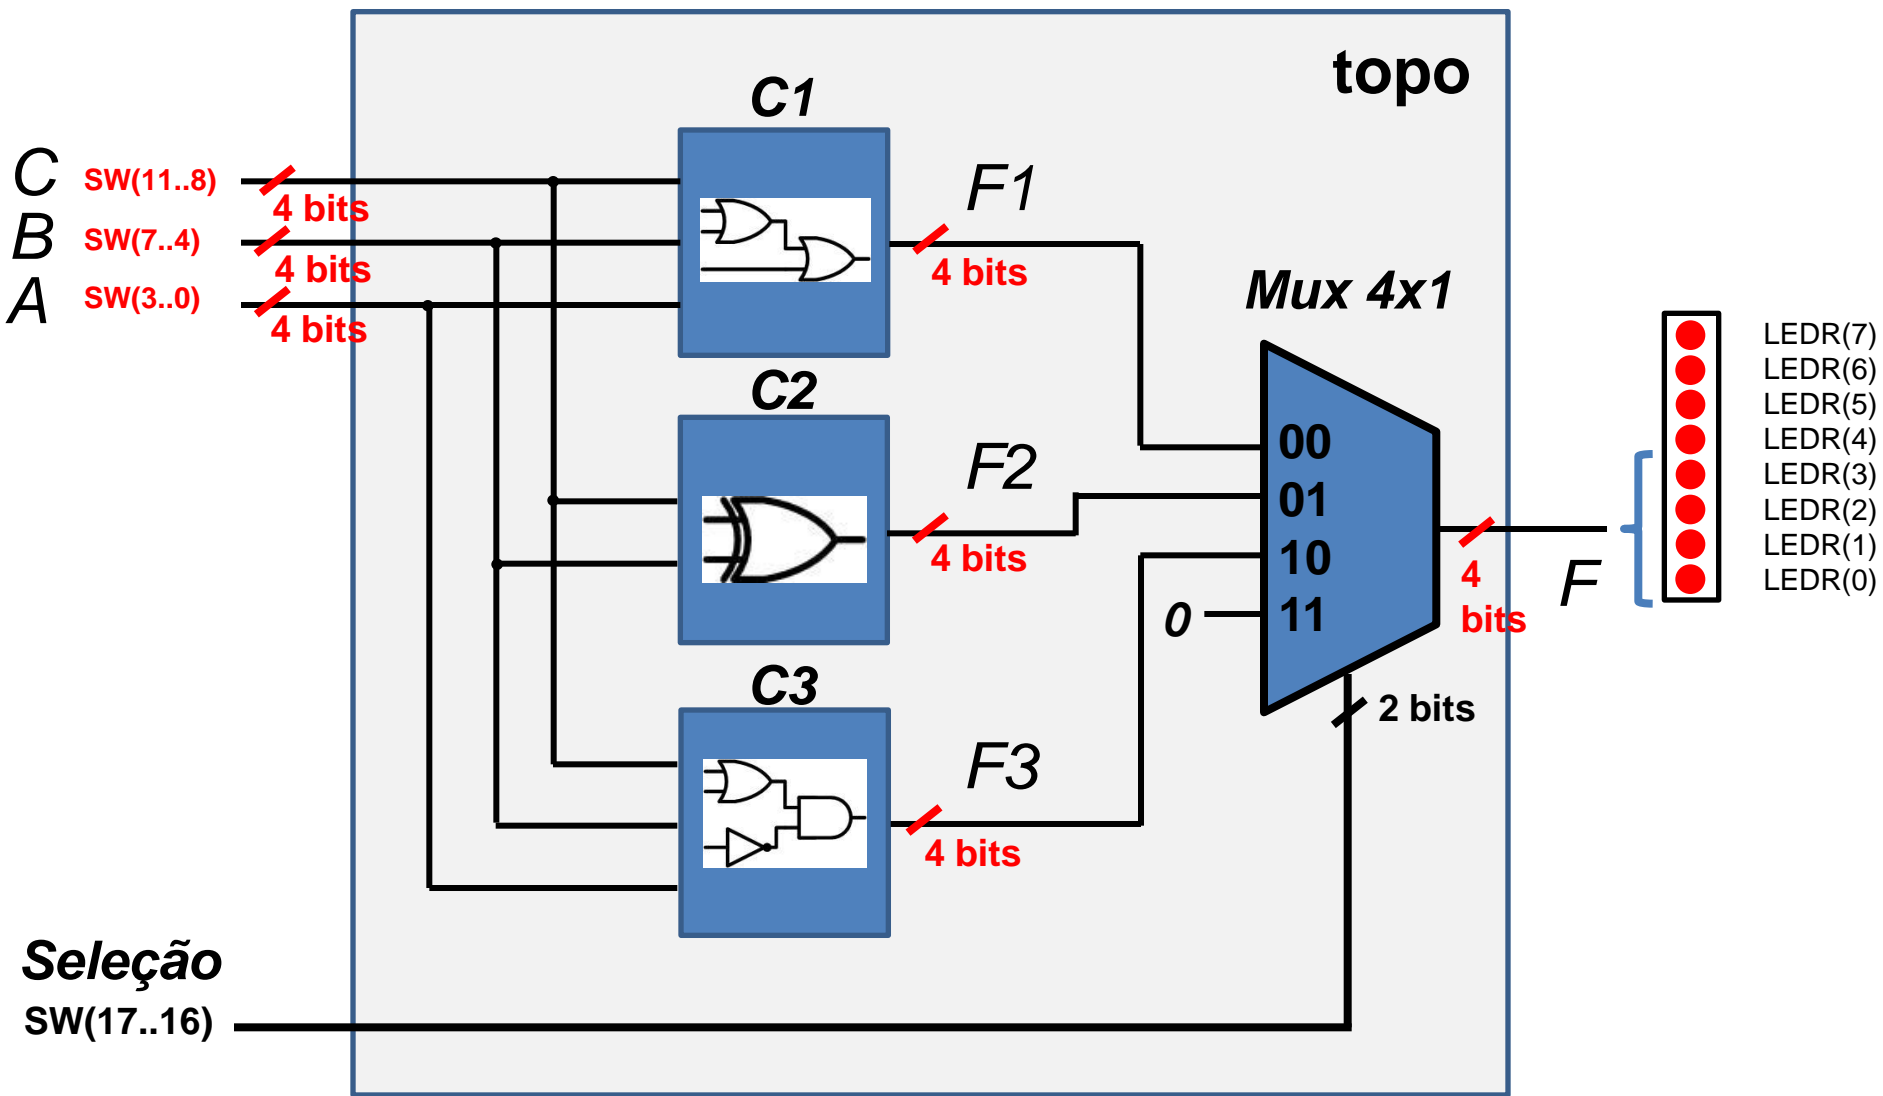 topo
C1
C SW(11..8)
4 bits
B SW(7..4)
4 bits
A SW(3..0)
4 bits
F1
4 bits
Mux 4x1
C2
F2
4 bits
00
01
10
0 11
4
bits
F
LEDR(7)
LEDR(6)
LEDR(5)
LEDR(4)
LEDR(3)
LEDR(2)
LEDR(1)
LEDR(0)
C3
F3
4 bits
2 bits
Seleção
SW(17..16)